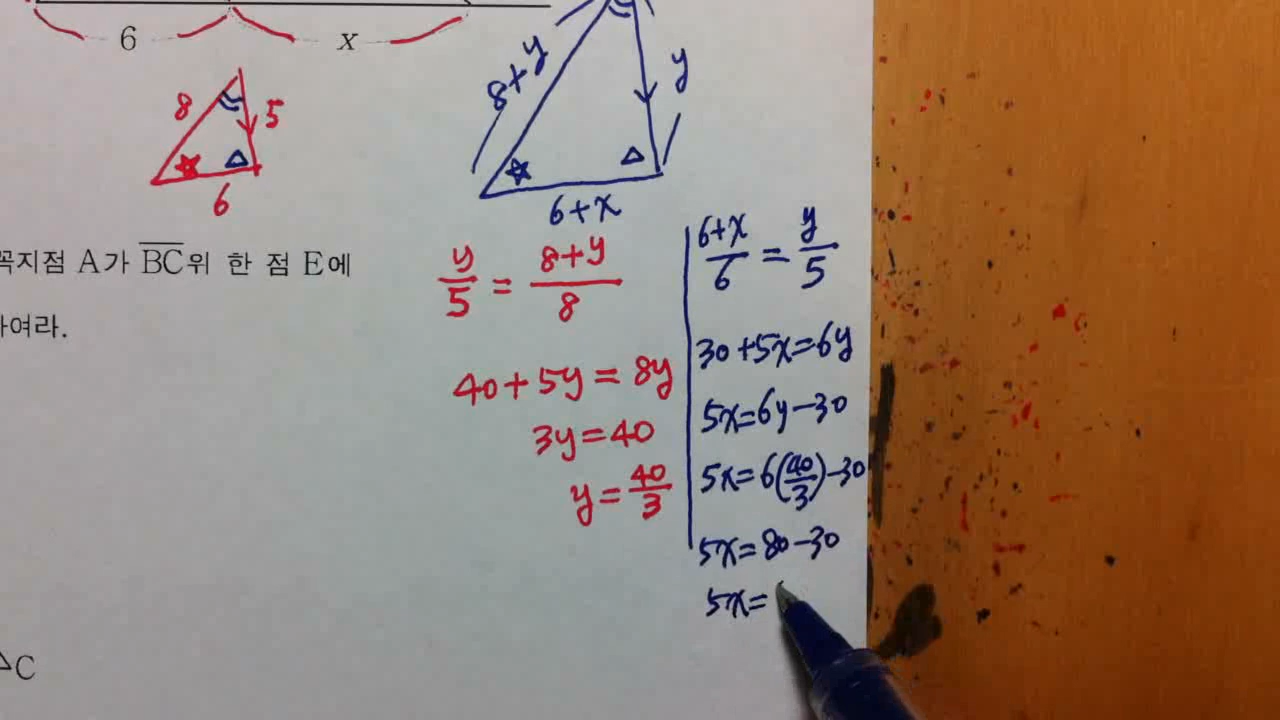 6 x
8 5
6
8+y y
6+x
꼭지점 A가 BC위 한 점 E에
여라.
y/5 = 8+y/8
40+5y=8y
3y=40
y=40/3
6+x/6 = y/5
30+5x=6y
5x=6y-30
5x=6(40/3)-30
5x=80-30
5x=
△C